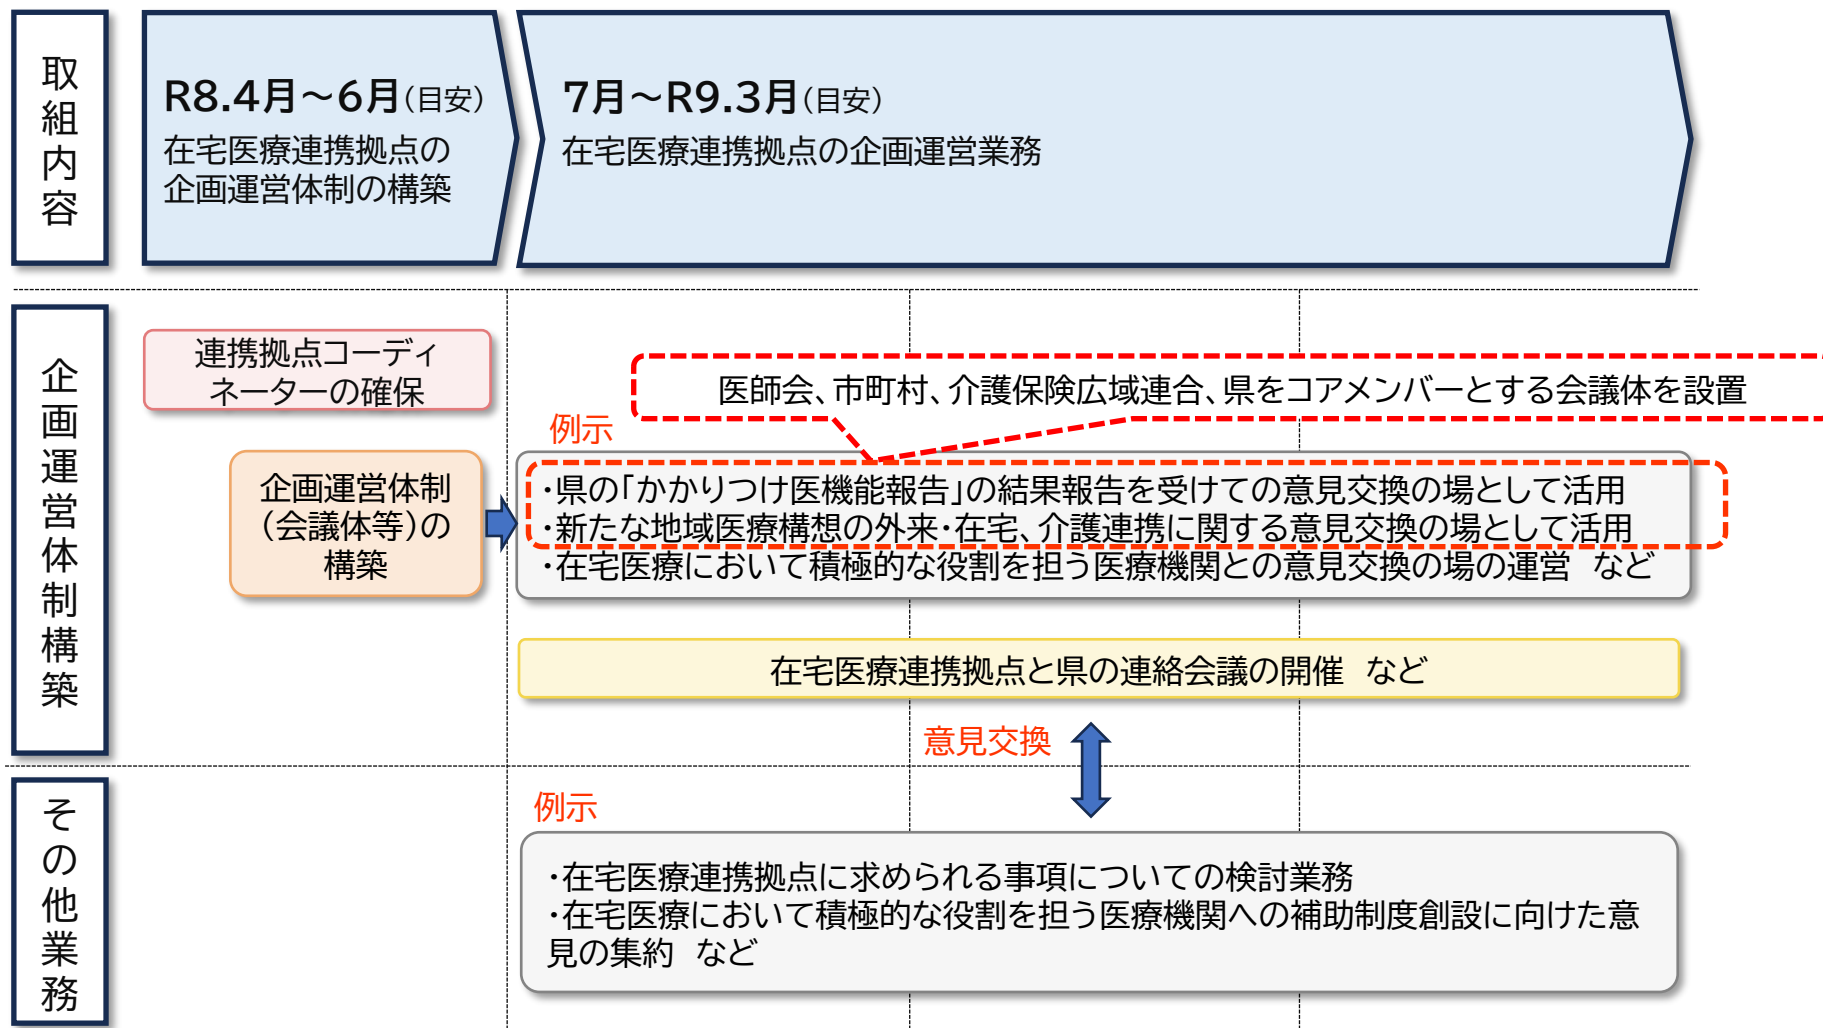 取組内容
R8.4月～6月(目安)
在宅医療連携拠点の
企画運営体制の構築
7月～R9.3月(目安)
在宅医療連携拠点の企画運営業務
企画運営体制構築
連携拠点コーディ
ネーターの確保
医師会、市町村、介護保険広域連合、県をコアメンバーとする会議体を設置
例示
企画運営体制
(会議体等)の
構築
・県の「かかりつけ医機能報告」の結果報告を受けての意見交換の場として活用
・新たな地域医療構想の外来・在宅、介護連携に関する意見交換の場として活用
・在宅医療において積極的な役割を担う医療機関との意見交換の場の運営　など
在宅医療連携拠点と県の連絡会議の開催　など
意見交換
その他業務
例示
・在宅医療連携拠点に求められる事項についての検討業務
・在宅医療において積極的な役割を担う医療機関への補助制度創設に向けた意
見の集約　など